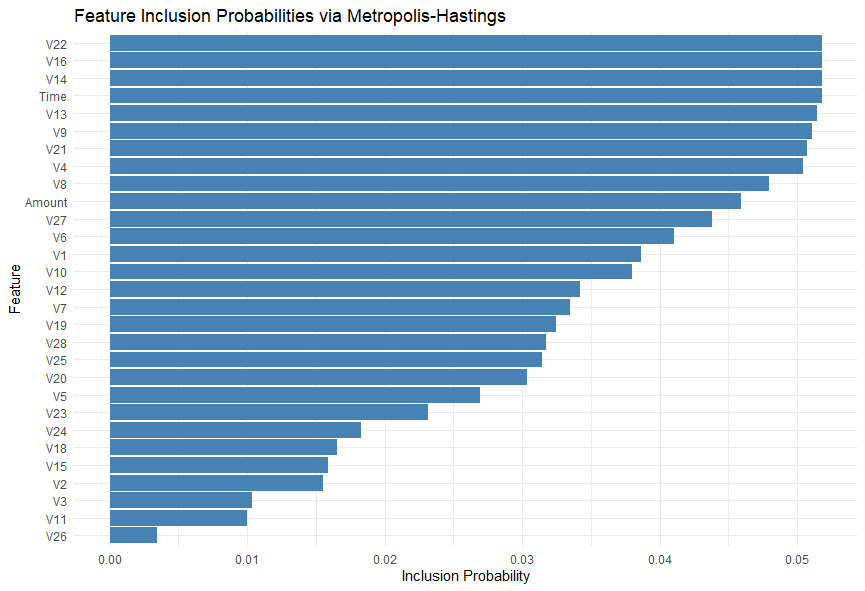 Feature Inclusion Probabilities via Metropolis-Hastings
V22
V16
V14
Time
V13
V9
V21
V4
V8
Amount
V27
V6
V1
V10
V12
V7
V19
V28
V25
V20
V5
V23
V24
V18
V15
V2
V3
V11
V26
Feature
0.00 0.01 0.02 0.03 0.04 0.05
Inclusion Probability